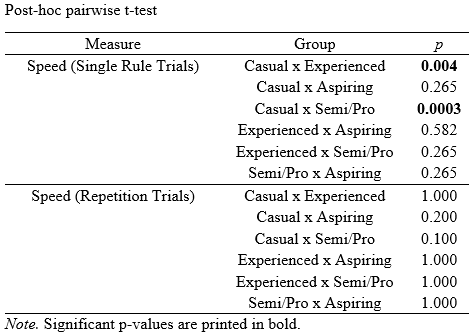 Post-hoc pairwise t-test
Measure Group p
Speed (Single Rule Trials) Casual x Experienced 0.004
Casual x Aspiring 0.265
Casual x Semi/Pro 0.0003
Experienced x Aspiring 0.582
Experienced x Semi/Pro 0.265
Semi/Pro x Aspiring 0.265
Speed (Repetition Trials) Casual x Experienced 1.000
Casual x Aspiring 0.200
Casual x Semi/Pro 0.100
Experienced x Aspiring 1.000
Experienced x Semi/Pro 1.000
Semi/Pro x Aspiring 1.000
Note. Significant p-values are printed in bold.